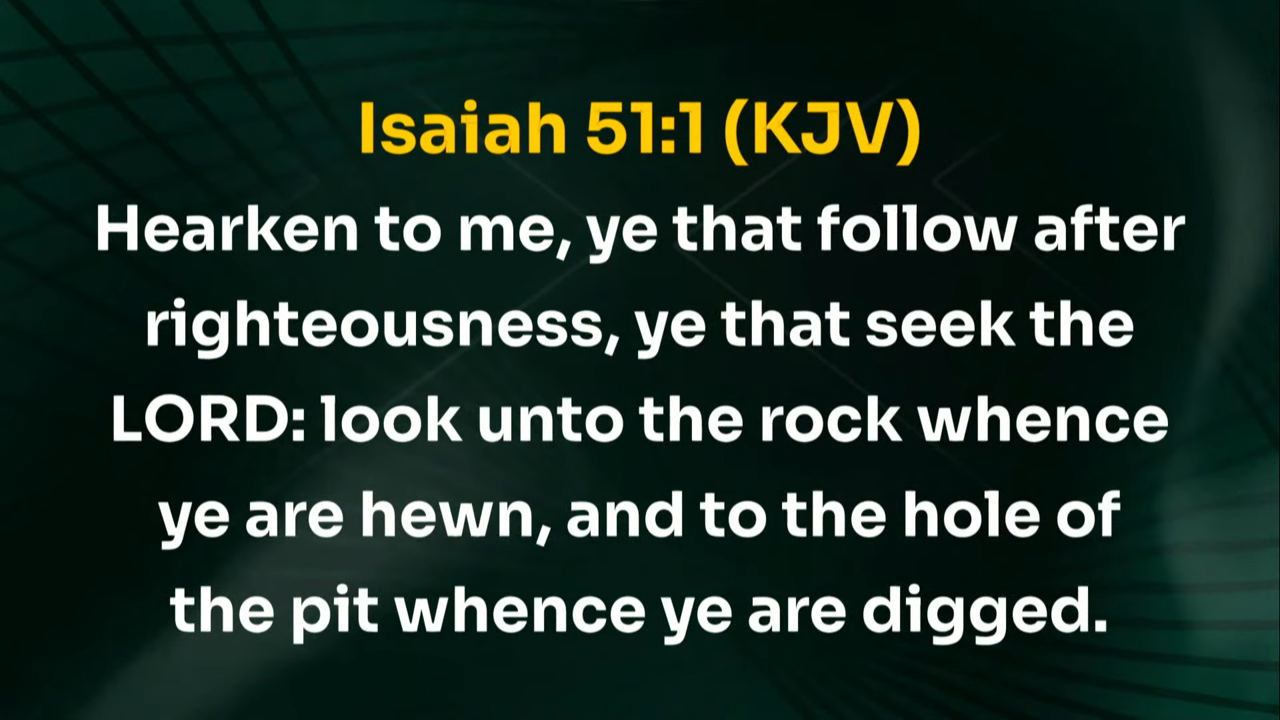 Isaiah 51:1 (KJV)
Hearken to me, ye that follow after
righteousness, ye that seek the
LORD: look unto the rock whence
ye are hewn, and to the hole of
the pit whence ye are digged.